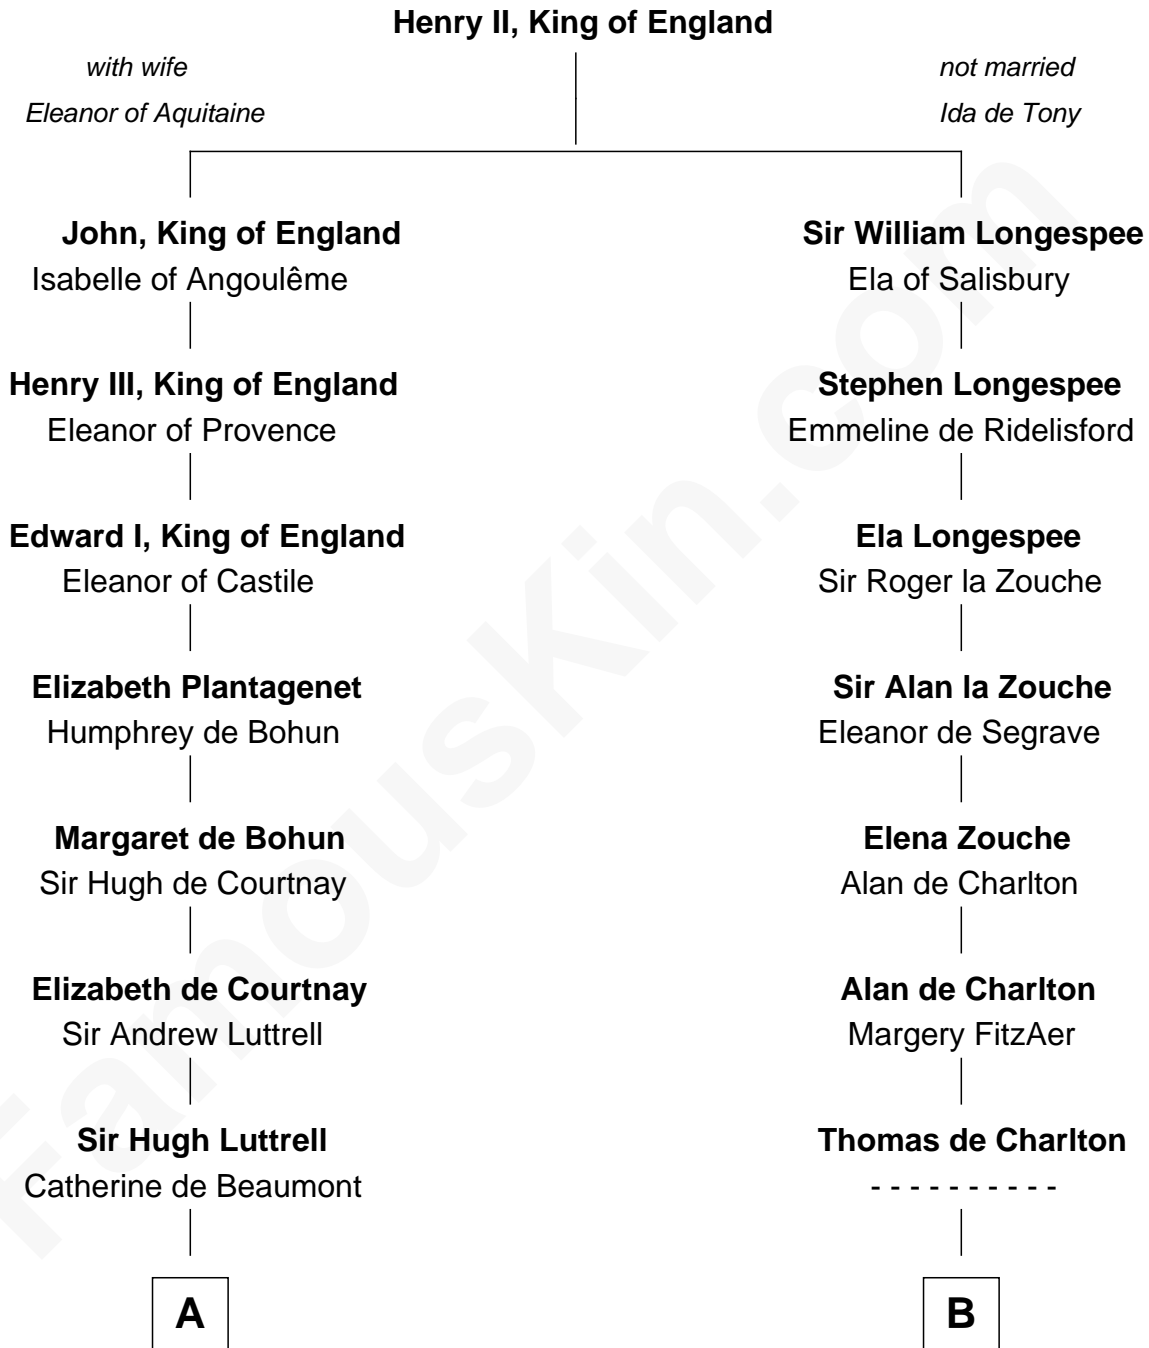 Henry II, King of England
with wife
Eleanor of Aquitaine
not married
Ida de Tony
John, King of England
Isabelle of Angoulême
Sir William Longespee
Ela of Salisbury
Henry III, King of England
Eleanor of Provence
Stephen Longespee
Emmeline de Ridelisford
Edward I, King of England
Eleanor of Castile
Ela Longespee
Sir Roger la Zouche
Elizabeth Plantagenet
Humphrey de Bohun
Sir Alan la Zouche
Eleanor de Segrave
Margaret de Bohun
Sir Hugh de Courtnay
Elena Zouche
Alan de Charlton
Elizabeth de Courtnay
Sir Andrew Luttrell
Alan de Charlton
Margery FitzAer
Sir Hugh Luttrell
Catherine de Beaumont
Thomas de Charlton
- - - - - - - - - -
A
B
FamousKin.com